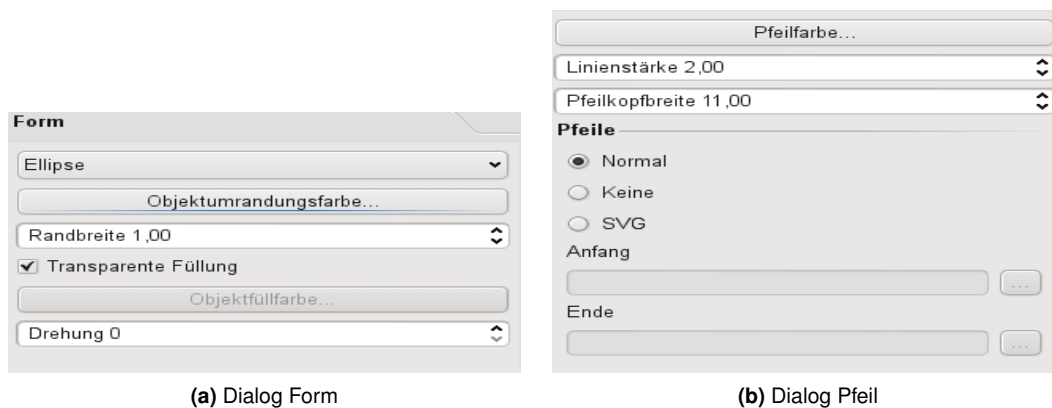 Form
Ellipse
Objektumrandungsfarbe...
Randbreite 1,00
Transparente Füllung
Objektfüllfarbe...
Drehung 0
(a) Dialog Form
Pfeilfarbe...
Linienstärke 2,00
Pfeilkopfbreite 11,00
Pfeile
Normal
Keine
SVG
Anfang
...
Ende
...
(b) Dialog Pfeil